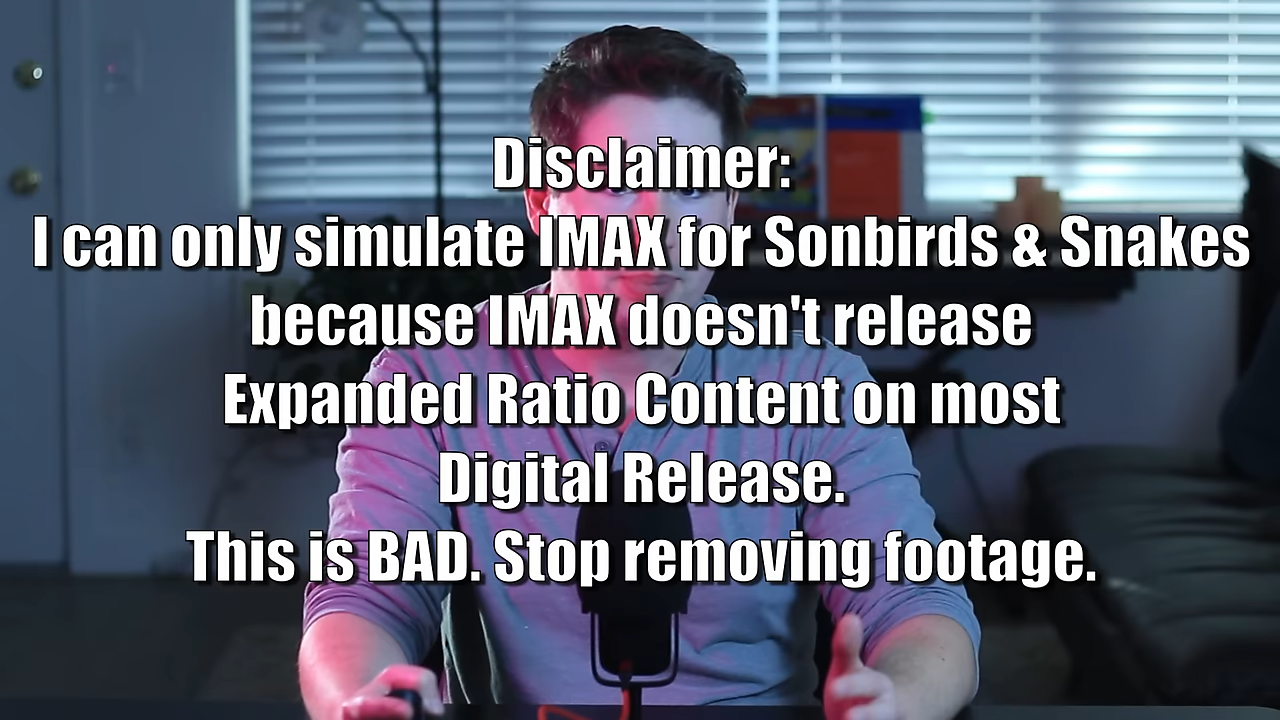 Disclaimer:
I can only simulate IMAX for Sonbirds & Snakes
because IMAX doesn't release
Expanded Ratio Content on most
Digital Release.
This is BAD. Stop removing footage.